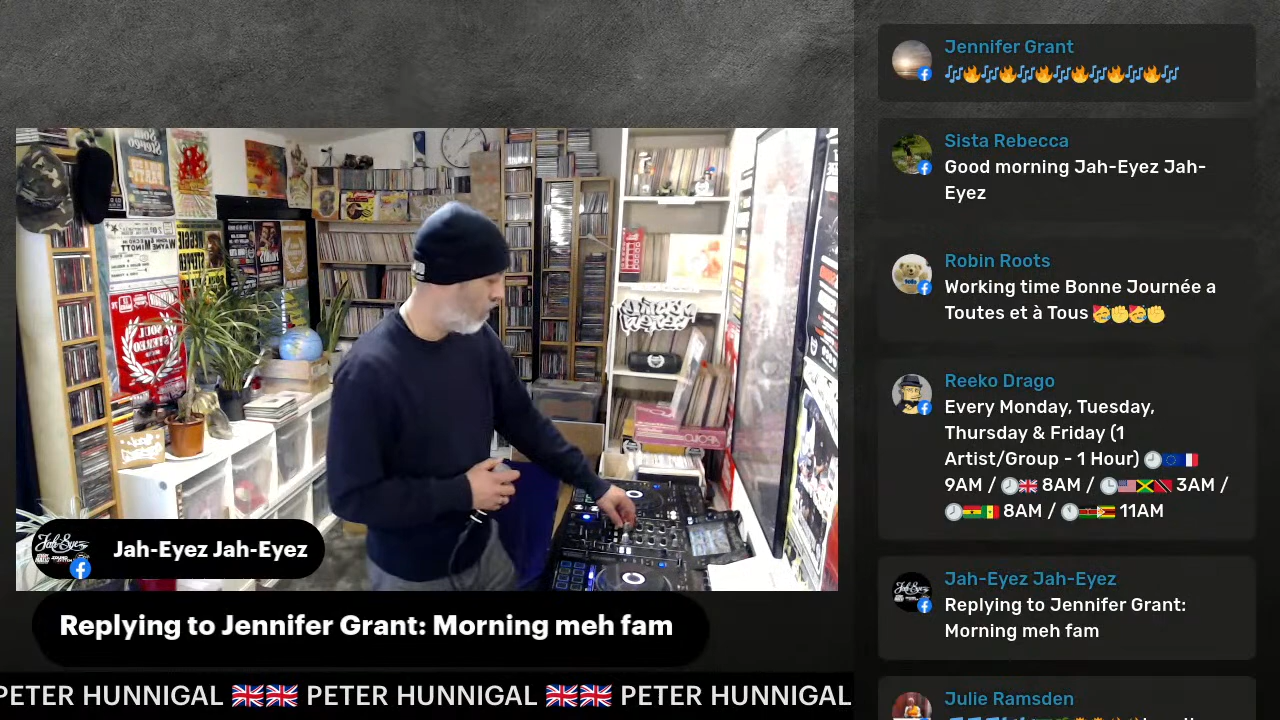 Jennifer Grant
🎶🔥🎶🔥🎶🔥🎶🔥🎶🔥🎶🔥🎶
Sista Rebecca
Good morning Jah-Eyez Jah-
Eyez
Robin Roots
Working time Bonne Journée a
Toutes et à Tous 🥳✊🥳✊
Reeko Drago
Every Monday, Tuesday,
Thursday & Friday (1
Artist/Group - 1 Hour) 🕘🇪🇺🇫🇷
9AM / 🕗🇬🇧 8AM / 🕒🇺🇸🇯🇲🇹🇹 3AM /
🕗🇬🇭🇸🇳 8AM / 🕚🇰🇪🇿🇼 11AM
Jah-Eyez Jah-Eyez
Replying to Jennifer Grant:
Morning meh fam
Julie Ramsden
Jah-Eyez Jah-Eyez
Replying to Jennifer Grant: Morning meh fam
PETER HUNNIGAL 🇬🇧🇬🇧 PETER HUNNIGAL 🇬🇧🇬🇧 PETER HUNNIGAL